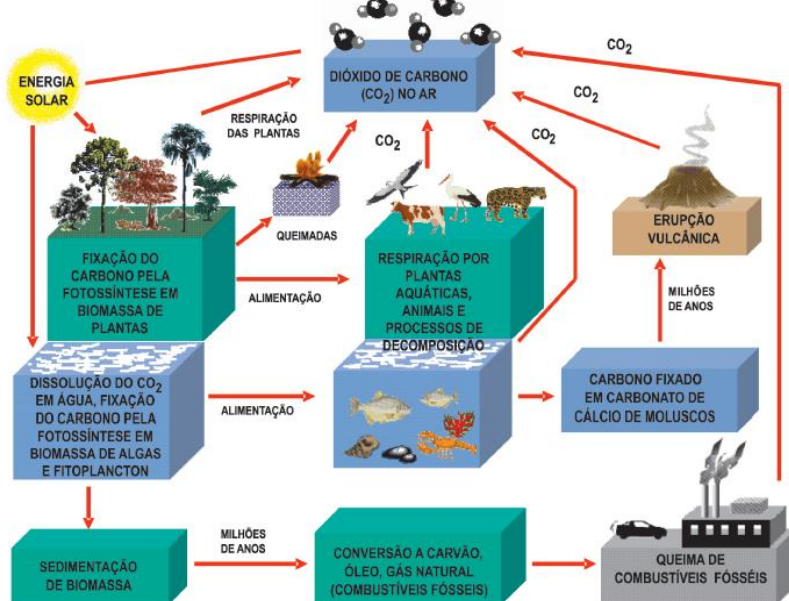 CO₂
DIÓXIDO DE CARBONO
(CO₂) NO AR
ENERGIA
SOLAR
CO₂
RESPIRAÇÃO
DAS PLANTAS
CO₂
CO₂
QUEIMADAS
ERUPÇÃO
VULCÂNICA
FIXAÇÃO DO
CARBONO PELA
FOTOSSÍNTESE EM
BIOMASSA DE
PLANTAS
ALIMENTAÇÃO
RESPIRAÇÃO POR
PLANTAS
AQUÁTICAS,
ANIMAIS E
PROCESSOS DE
DECOMPOSIÇÃO
MILHÕES
DE ANOS
DISSOLUÇÃO DO CO₂
EM ÁGUA, FIXAÇÃO
DO CARBONO PELA
FOTOSSÍNTESE EM
BIOMASSA DE ALGAS
E FITOPLANCTON
ALIMENTAÇÃO
CARBONO FIXADO
EM CARBONATO DE
CÁLCIO DE MOLUSCOS
SEDIMENTAÇÃO
DE BIOMASSA
MILHÕES
DE ANOS
CONVERSÃO A CARVÃO,
ÓLEO, GÁS NATURAL
(COMBUSTÍVEIS FÓSEIS)
QUEIMA DE
COMBUSTÍVEIS FÓSSÉIS